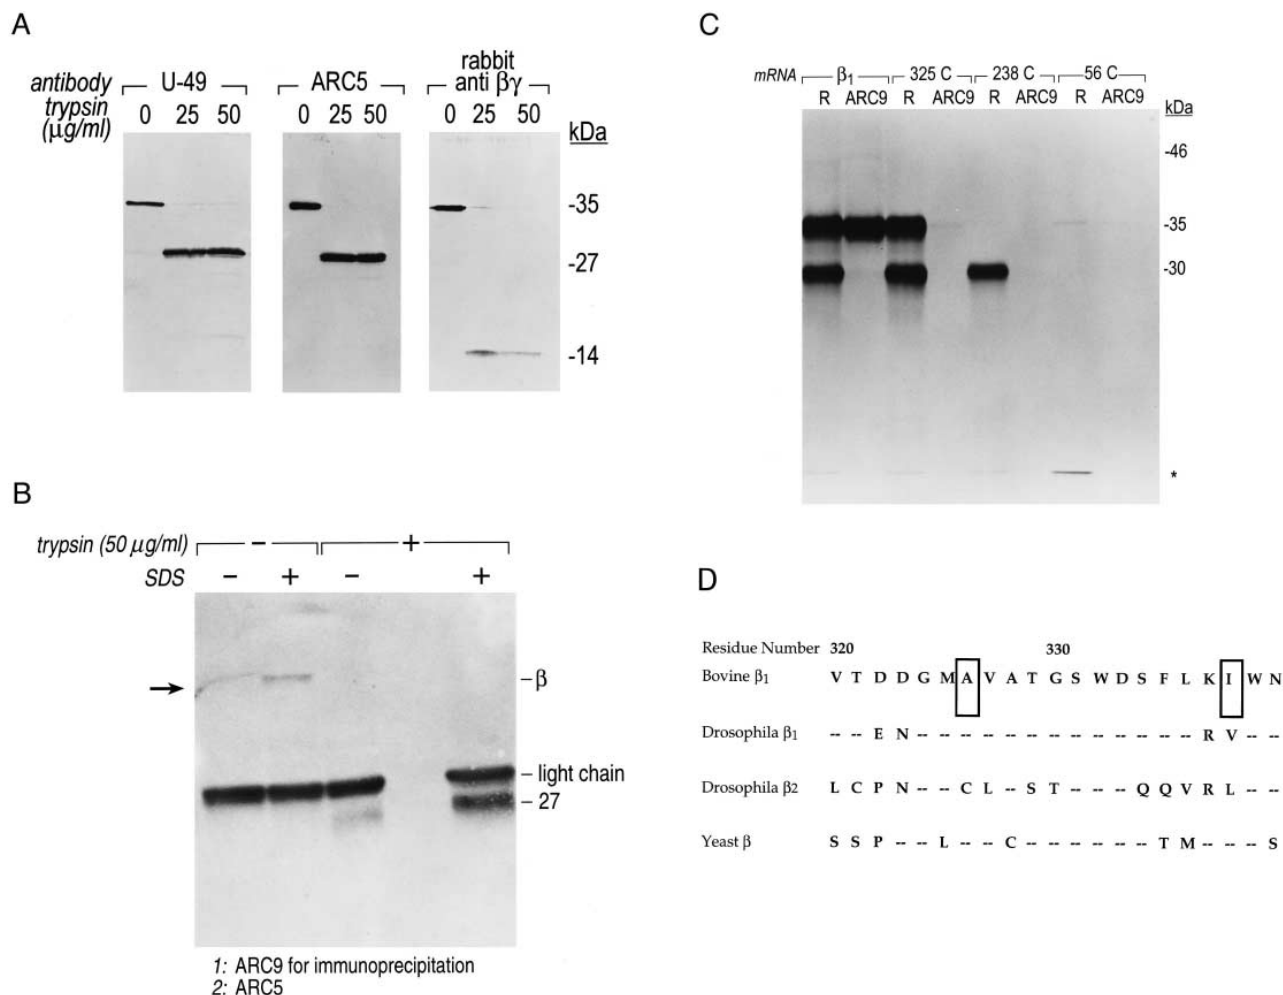 A
antibody U-49 ARC5 rabbit anti βγ
trypsin (μg/ml) 0 25 50 0 25 50 0 25 50 kDa
-35
-27
-14
B
trypsin (50 μg/ml) − +
SDS − + − +
–β
–light chain
–27
1: ARC9 for immunoprecipitation
2: ARC5
C
mRNA β1 325 C 238 C 56 C
R ARC9 R ARC9 R ARC9 R ARC9 kDa
-46
-35
-30
*
D
Residue Number 320 330
Bovine β1 V T D D G M A V A T G S W D S F L K I W N
Drosophila β1 -- -- E N -- -- -- -- -- -- -- -- -- -- -- -- -- R V -- --
Drosophila β2 L C P N -- -- C L -- S T -- -- -- Q Q V R L -- --
Yeast β S S P -- -- L -- -- C -- -- -- -- -- -- T M -- -- -- S